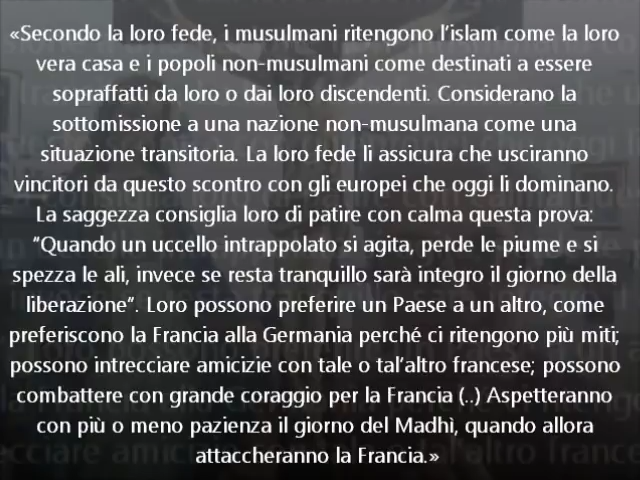 «Secondo la loro fede, i musulmani ritengono l'islam come la loro
vera casa e i popoli non-musulmani come destinati a essere
sopraffatti da loro o dai loro discendenti. Considerano la
sottomissione a una nazione non-musulmana come una
situazione transitoria. La loro fede li assicura che usciranno
vincitori da questo scontro con gli europei che oggi li dominano.
La saggezza consiglia loro di patire con calma questa prova:
"Quando un uccello intrappolato si agita, perde le piume e si
spezza le ali, invece se resta tranquillo sarà integro il giorno della
liberazione". Loro possono preferire un Paese a un altro, come
preferiscono la Francia alla Germania perché ci ritengono più miti;
possono intrecciare amicizie con tale o tal'altro francese; possono
combattere con grande coraggio per la Francia (..) Aspetteranno
con più o meno pazienza il giorno del Madhì, quando allora
attaccheranno la Francia.»